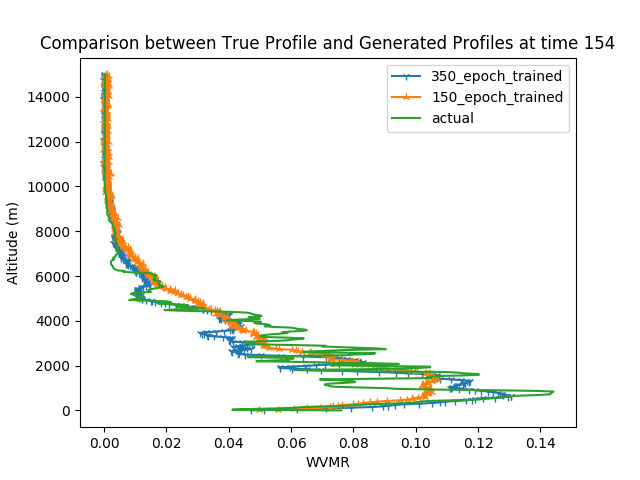 Comparison between True Profile and Generated Profiles at time 154
350_epoch_trained
150_epoch_trained
actual
Altitude (m)
14000
12000
10000
8000
6000
4000
2000
0
0.00 0.02 0.04 0.06 0.08 0.10 0.12 0.14
WVMR